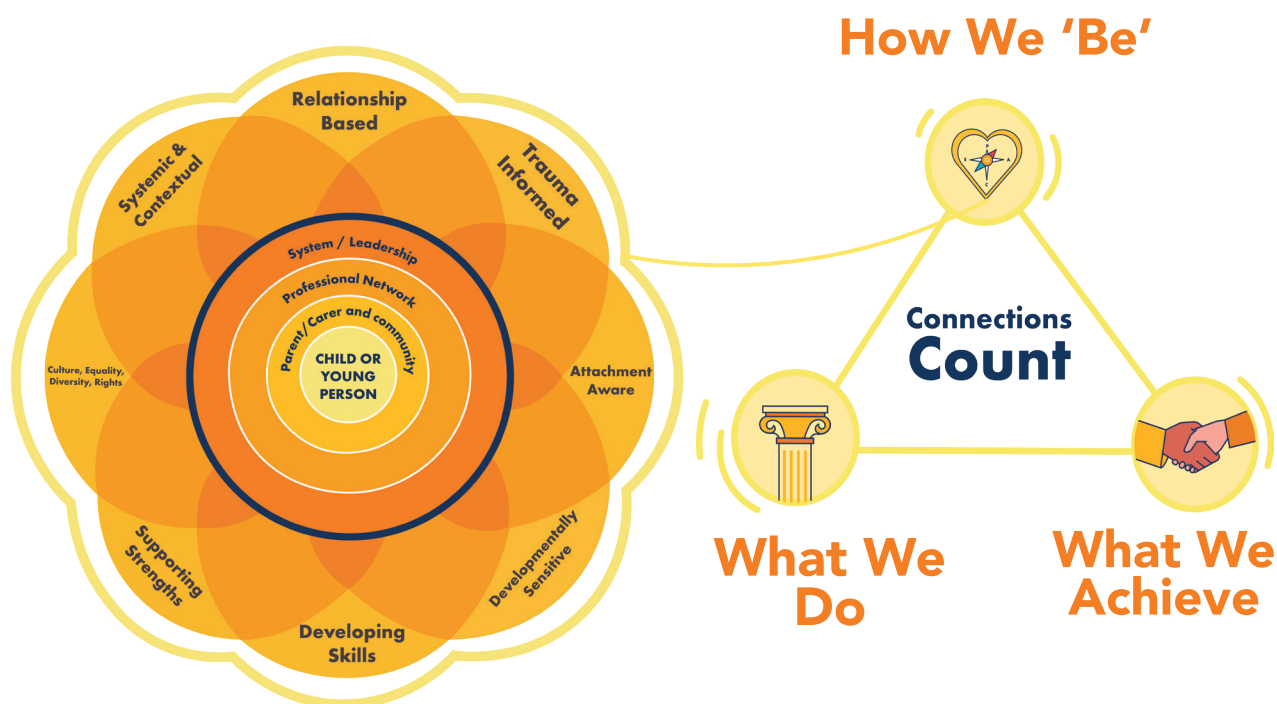 How We ‘Be’
Relationship
Based
Trauma
Informed
Systemic &
Contextual
System / Leadership
Professional Network
Parent/Carer and community
CHILD OR
YOUNG
PERSON
Culture, Equality,
Diversity, Rights
Attachment
Aware
Supporting
Strengths
Developmentally
Sensitive
Developing
Skills
P
E
A
C
Connections
Count
What We
Do
What We
Achieve